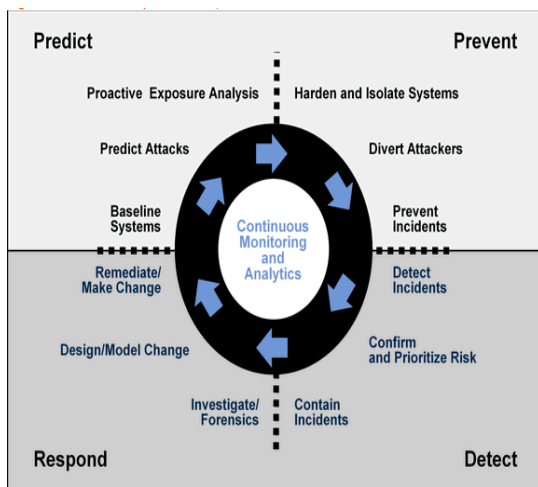 Predict
Prevent
Proactive Exposure Analysis
Harden and Isolate Systems
Predict Attacks
Divert Attackers
Baseline
Systems
Prevent
Incidents
Continuous
Monitoring
and
Analytics
Remediate/
Make Change
Detect
Incidents
Design/Model Change
Confirm
and Prioritize Risk
Investigate/
Forensics
Contain
Incidents
Respond
Detect